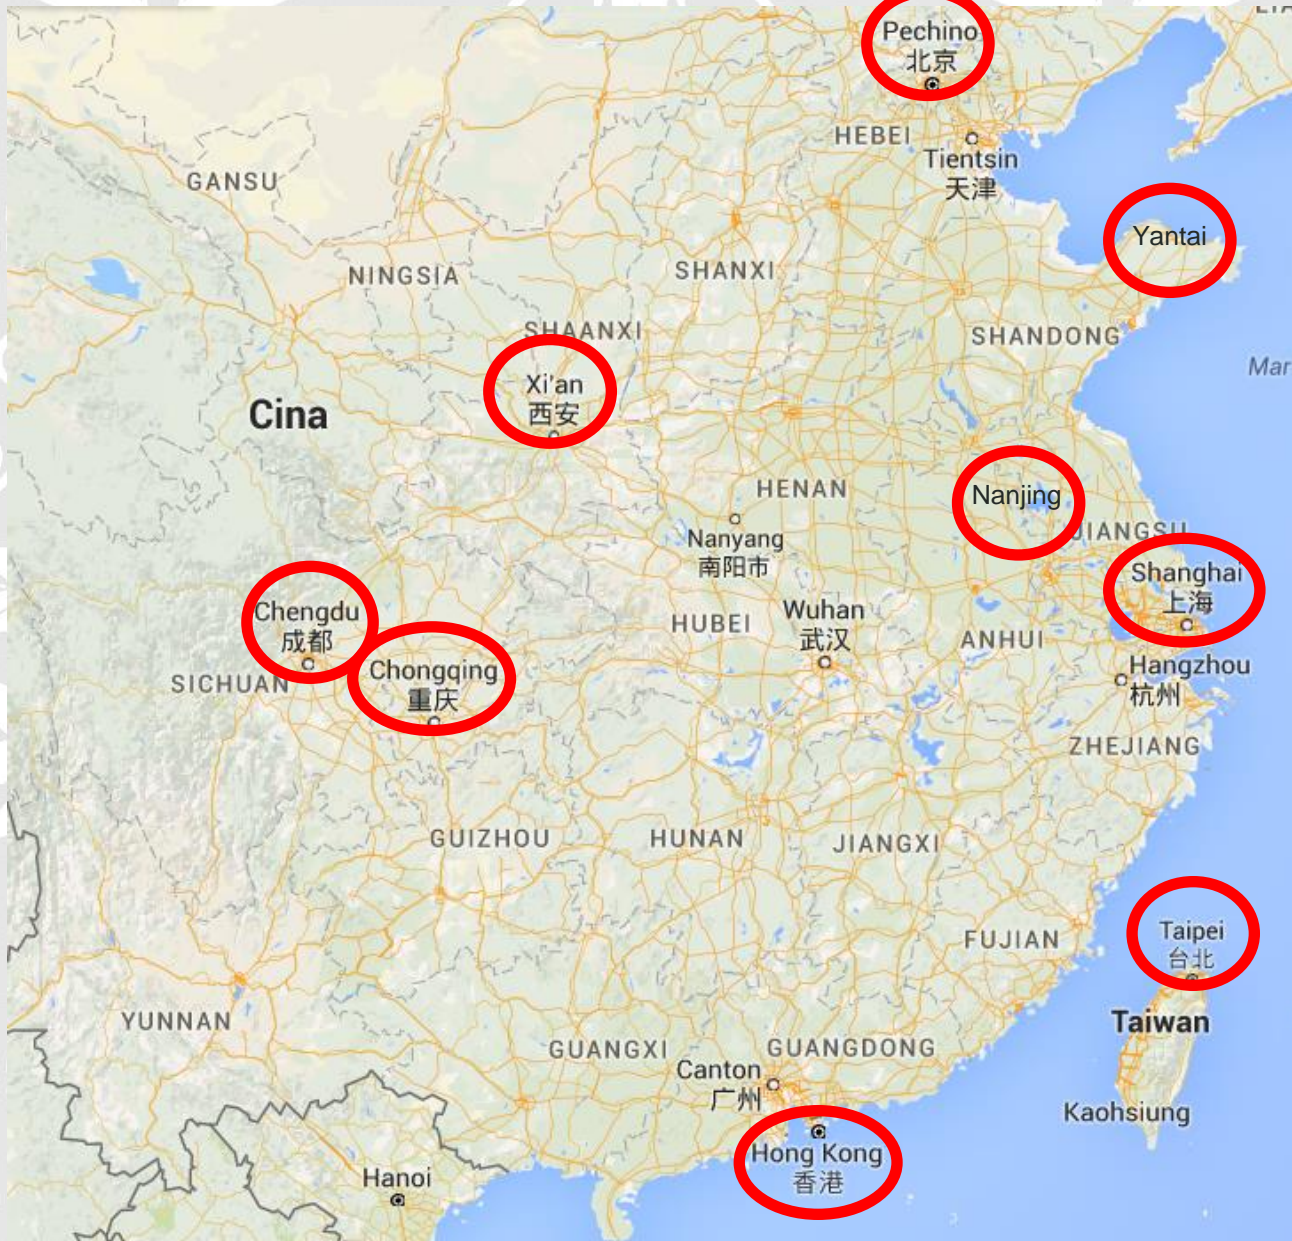 Pechino
北京
HEBEI
Tientsin
天津
GANSU
Yantai
NINGSIA
SHANXI
SHAANXI
SHANDONG
Mar
Xi'an
西安
Cina
HENAN
Nanjing
Nanyang
南阳市
JIANGSU
Shanghai
上海
Chengdu
成都
HUBEI
Wuhan
武汉
ANHUI
Hangzhou
杭州
Chongqing
重庆
SICHUAN
ZHEJIANG
GUIZHOU
HUNAN
JIANGXI
Taipei
台北
FUJIAN
YUNNAN
Taiwan
GUANGXI
GUANGDONG
Canton
广州
Kaohsiung
Hong Kong
香港
Hanoi